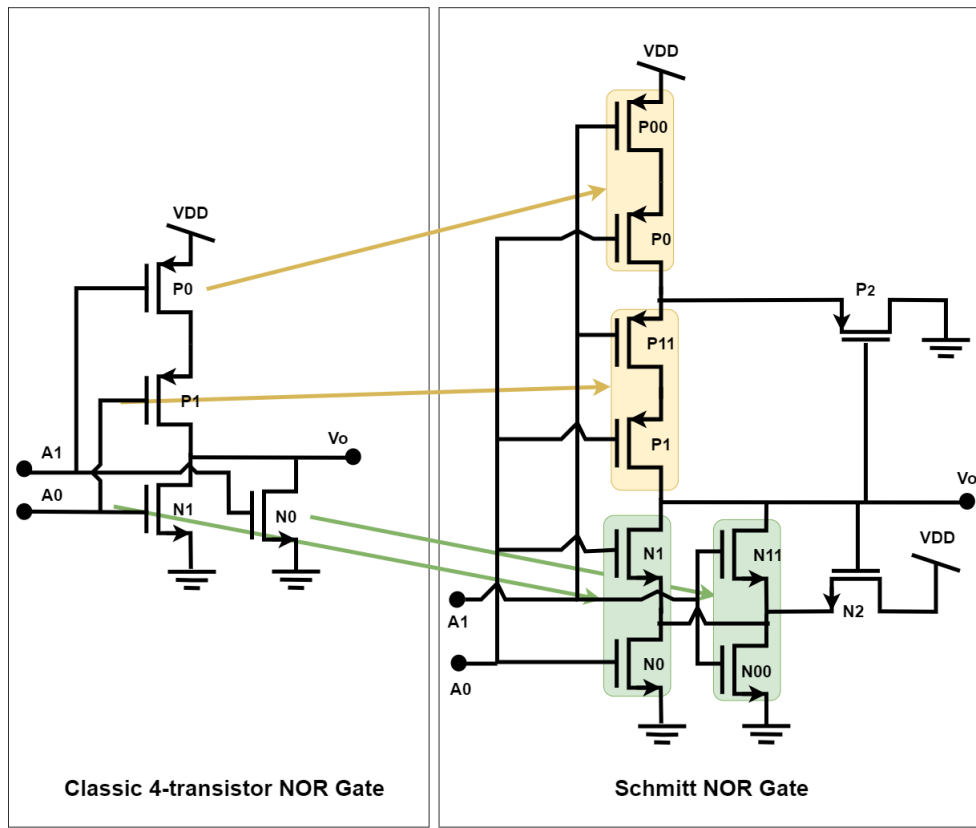 VDD
P0
P1
A1
A0
Vo
N1
N0
Classic 4-transistor NOR Gate
VDD
P00
P0
P2
P11
P1
Vo
N1
N11
VDD
N2
A1
A0
N0
N00
Schmitt NOR Gate